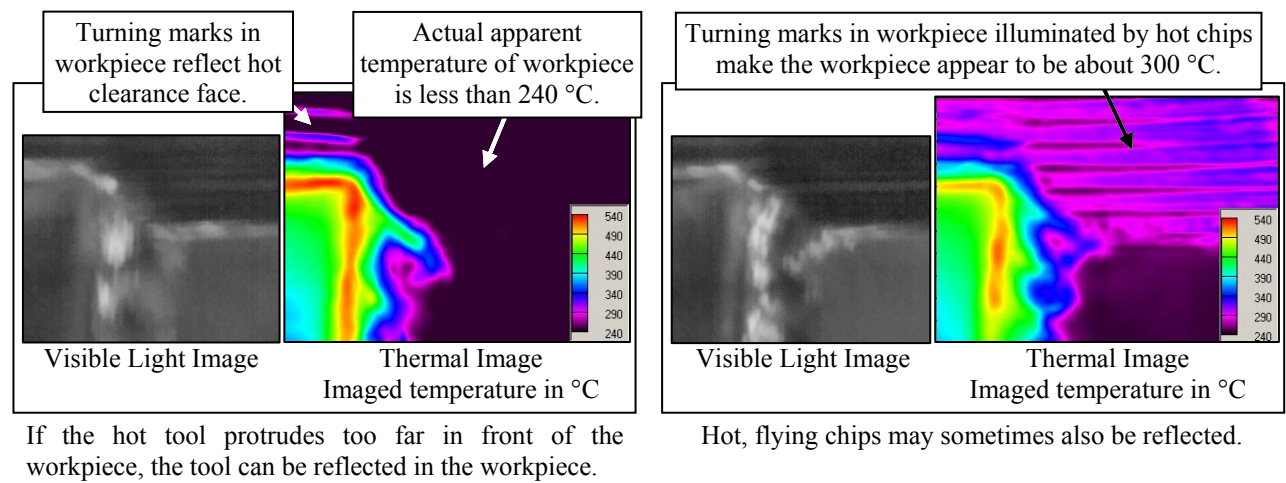 Turning marks in
workpiece reflect hot
clearance face.
Actual apparent
temperature of workpiece
is less than 240 °C.
540
490
440
390
340
290
240
Visible Light Image
Thermal Image
Imaged temperature in °C
If the hot tool protrudes too far in front of the
workpiece, the tool can be reflected in the workpiece.
Turning marks in workpiece illuminated by hot chips
make the workpiece appear to be about 300 °C.
540
490
440
390
340
290
240
Visible Light Image
Thermal Image
Imaged temperature in °C
Hot, flying chips may sometimes also be reflected.